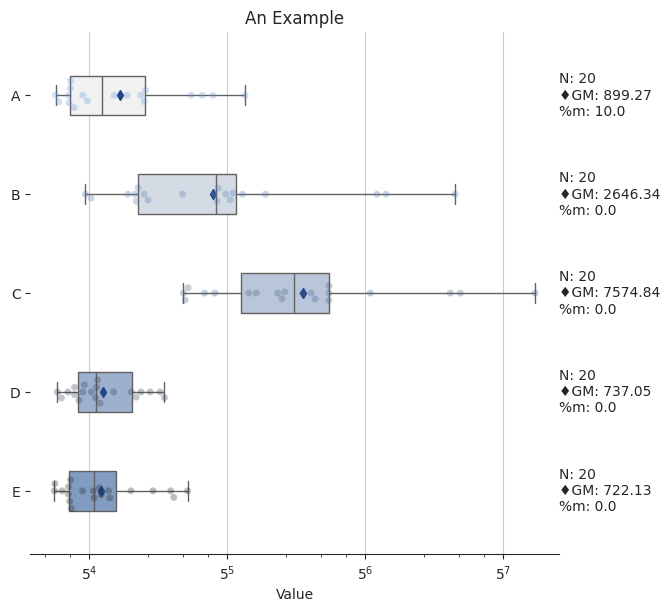 An Example
A
N: 20
♦GM: 899.27
%m: 10.0
B
N: 20
♦GM: 2646.34
%m: 0.0
C
N: 20
♦GM: 7574.84
%m: 0.0
D
N: 20
♦GM: 737.05
%m: 0.0
E
N: 20
♦GM: 722.13
%m: 0.0
5⁴ 5⁵ 5⁶ 5⁷
Value